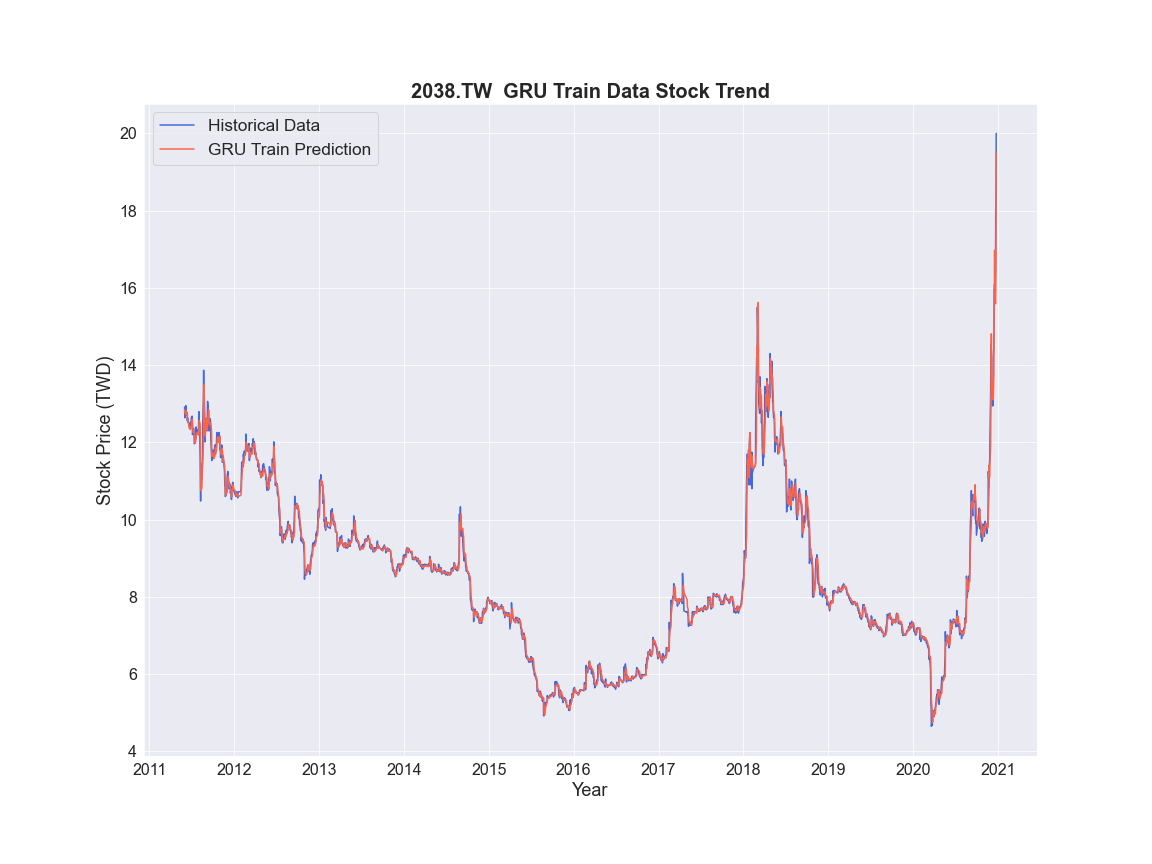 2038.TW  GRU Train Data Stock Trend
Historical Data
GRU Train Prediction
Stock Price (TWD)
20
18
16
14
12
10
8
6
4
2011 2012 2013 2014 2015 2016 2017 2018 2019 2020 2021
Year